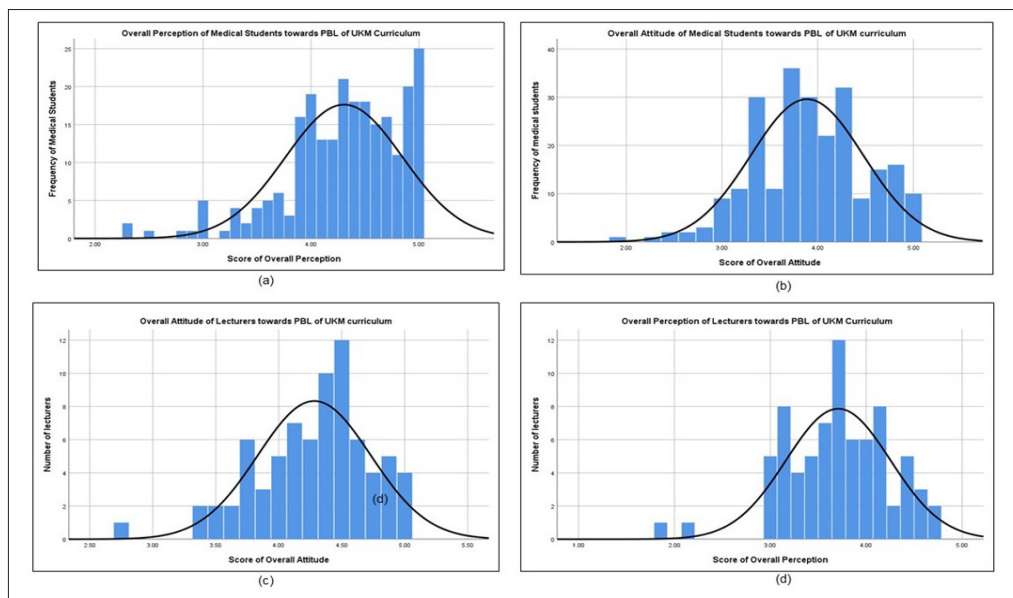 Overall Perception of Medical Students towards PBL of UKM Curriculum
Frequency of Medical Students
25
20
15
10
5
0
2.00 3.00 4.00 5.00
Score of Overall Perception
(a)
Overall Attitude of Medical Students towards PBL of UKM curriculum
Frequency of medical students
40
30
20
10
0
2.00 3.00 4.00 5.00
Score of Overall Attitude
(b)
Overall Attitude of Lecturers towards PBL of UKM curriculum
Number of lecturers
12
10
8
6
4
2
0
(d)
2.50 3.00 3.50 4.00 4.50 5.00 5.50
Score of Overall Attitude
(c)
Overall Perception of Lecturers towards PBL of UKM Curriculum
Number of lecturers
12
10
8
6
4
2
0
1.00 2.00 3.00 4.00 5.00
Score of Overall Perception
(d)